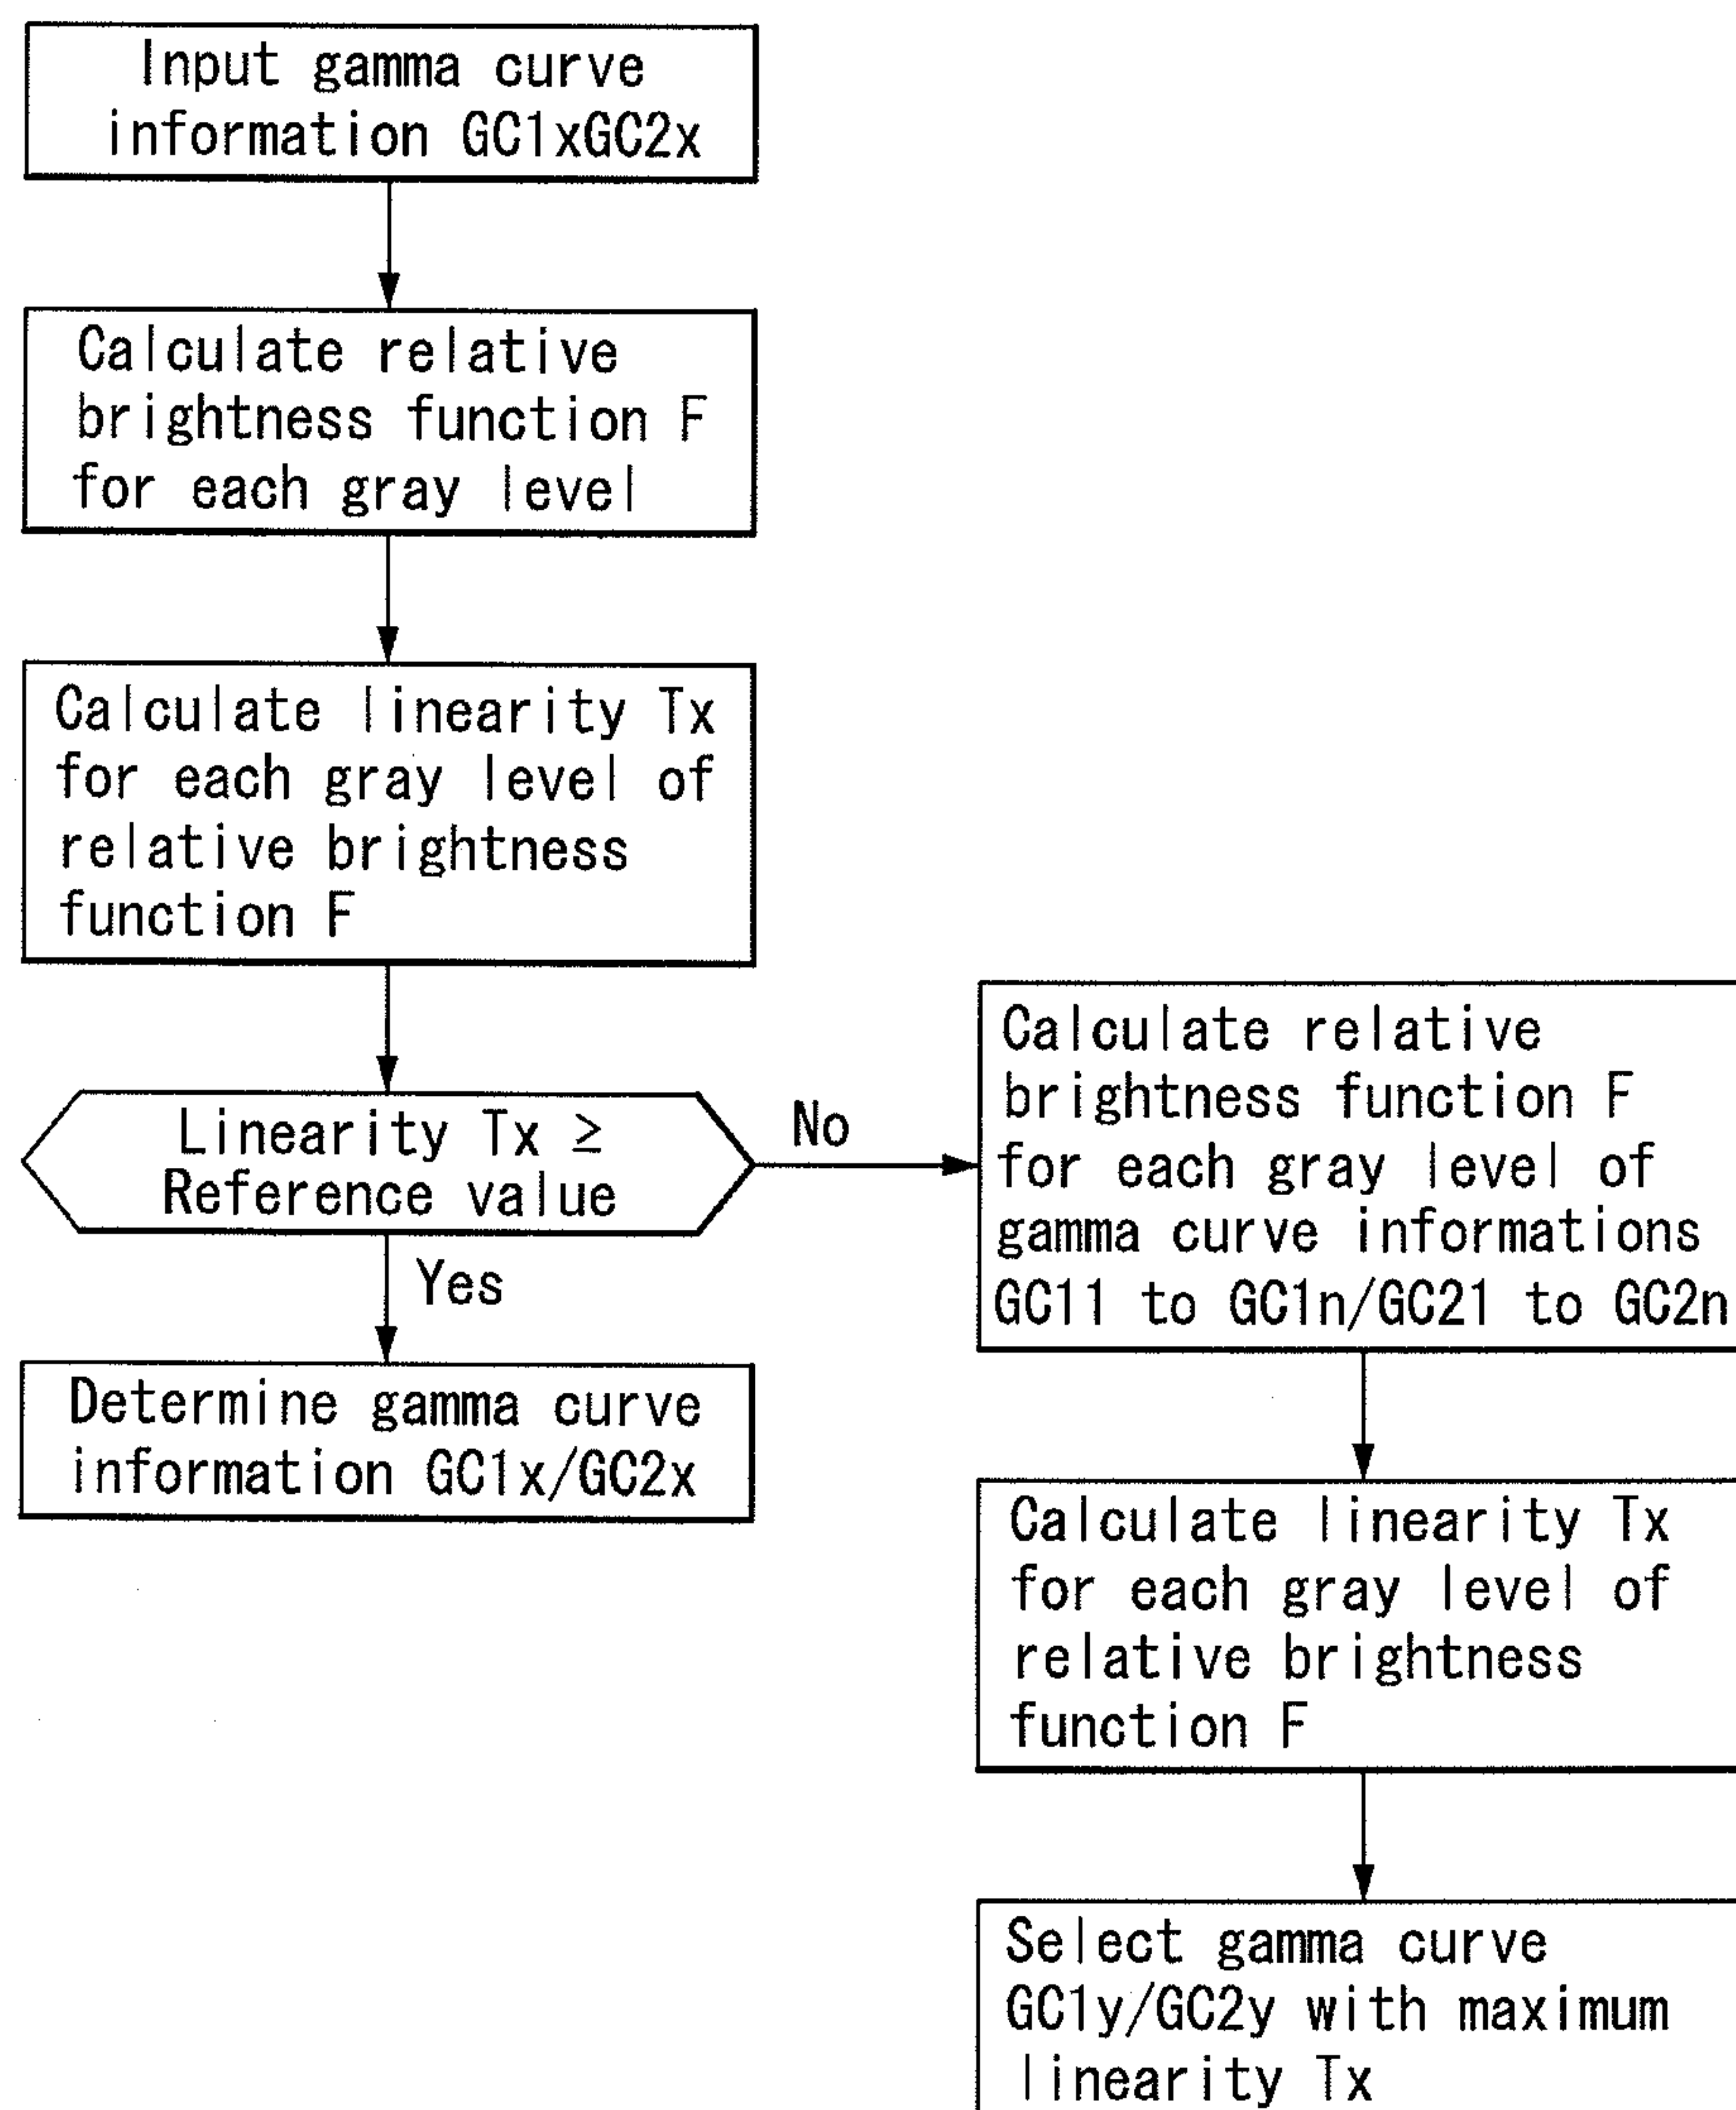 Input gamma curve
information GC1xGC2x
Calculate relative
brightness function F
for each gray level
Calculate linearity Tx
for each gray level of
relative brightness
function F
Linearity Tx ≥
Reference value
No
Yes
Determine gamma curve
information GC1x/GC2x
Calculate relative
brightness function F
for each gray level of
gamma curve informations
GC11 to GC1n/GC21 to GC2n
Calculate linearity Tx
for each gray level of
relative brightness
function F
Select gamma curve
GC1y/GC2y with maximum
linearity Tx